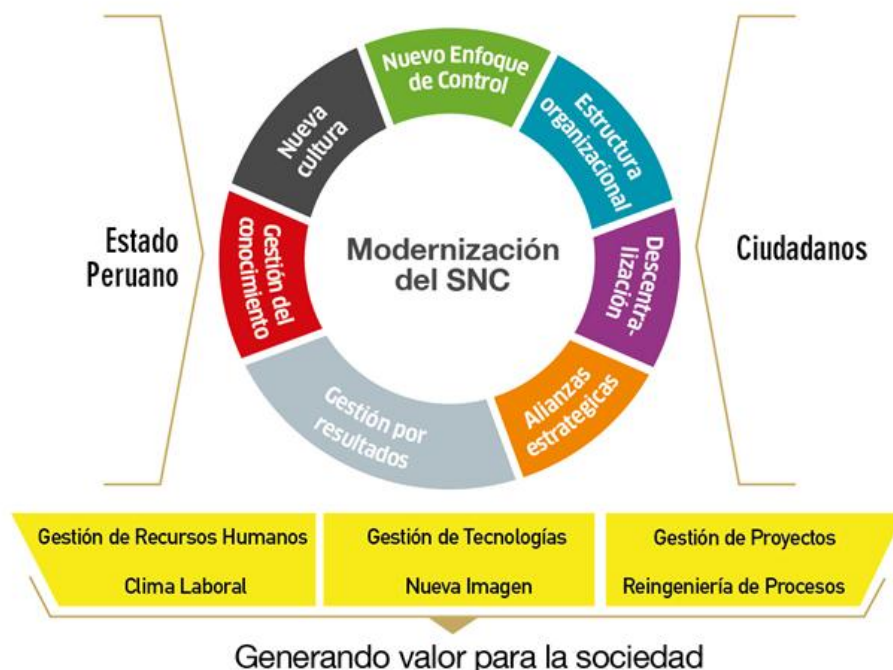 Nuevo Enfoque
de Control
Estructura
organizacional
Descentra-
lización
Alianzas
estrategicas
Gestión por
resultados
Gestión del
conocimiento
Nueva
cultura
Modernización
del SNC
Estado
Peruano
Ciudadanos
Gestión de Recursos Humanos
Clima Laboral
Gestión de Tecnologías
Nueva Imagen
Gestión de Proyectos
Reingeniería de Procesos
Generando valor para la sociedad